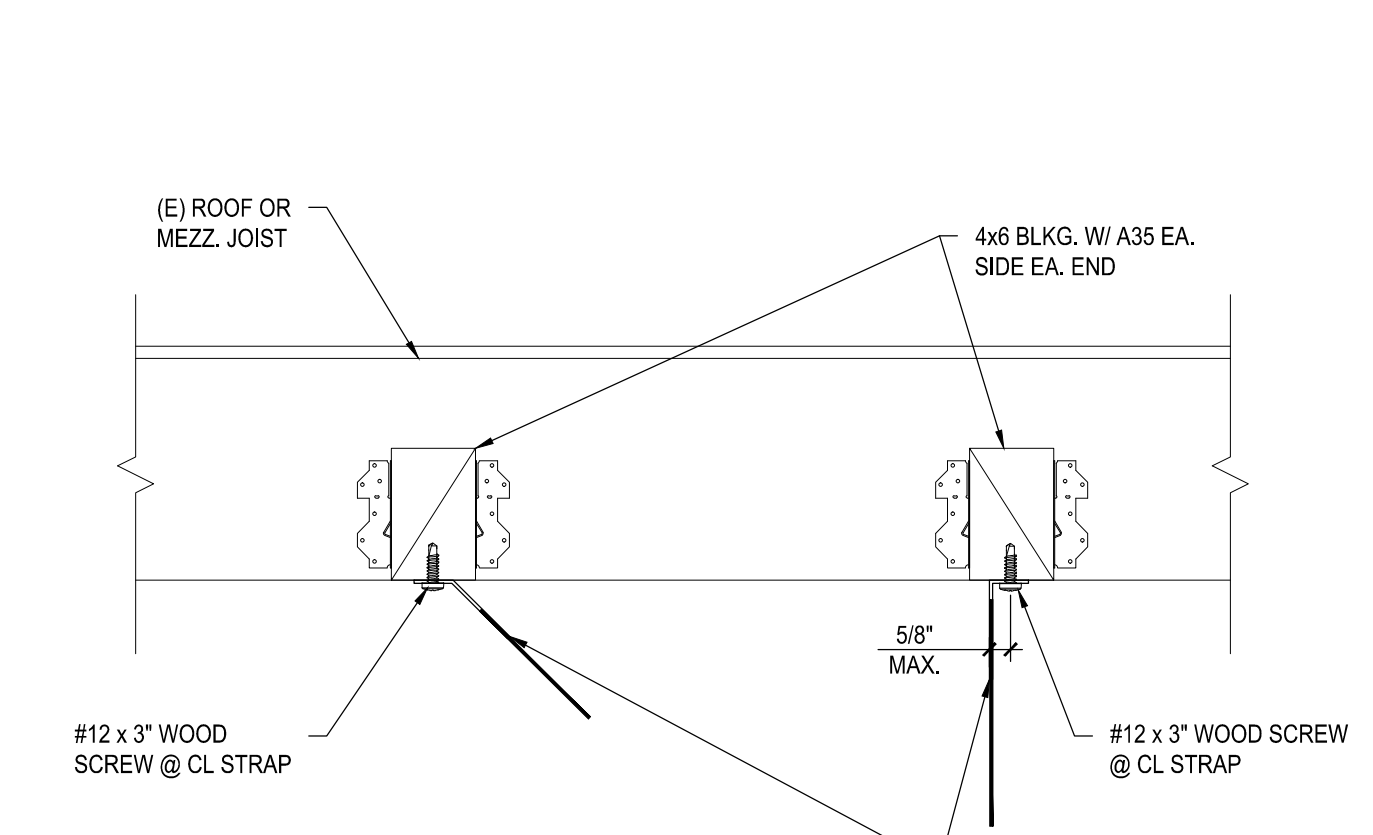 (E) ROOF OR
MEZZ. JOIST
4x6 BLKG. W/ A35 EA.
SIDE EA. END
5/8"
MAX.
#12 x 3" WOOD
SCREW @ CL STRAP
#12 x 3" WOOD SCREW
@ CL STRAP